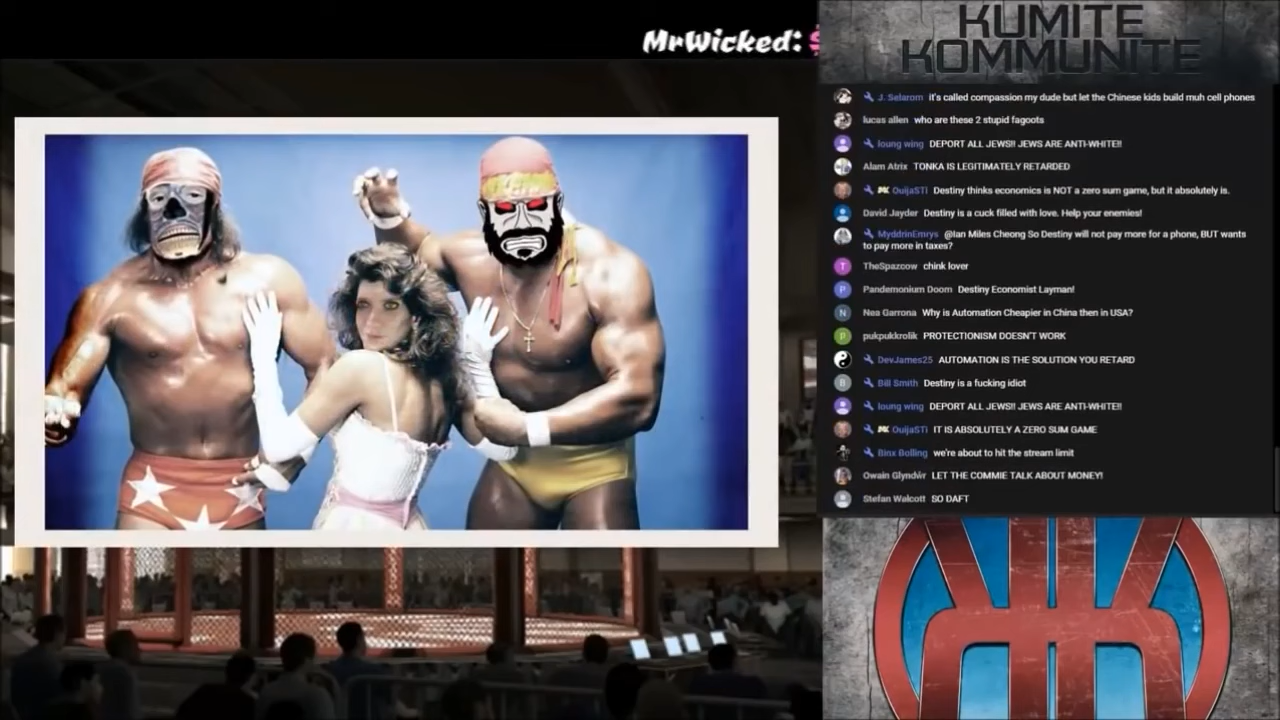 MrWicked: $
KUMITE
KOMMUNITE
J. Selarom it's called compassion my dude but let the Chinese kids build muh cell phones
lucas allen who are these 2 stupid fagoots
loung wing DEPORT ALL JEWS!! JEWS ARE ANTI-WHITE!!
Alam Atrix TONKA IS LEGITIMATELY RETARDED
OuijaSTi Destiny thinks economics is NOT a zero sum game, but it absolutely is.
David Jayder Destiny is a cuck filled with love. Help your enemies!
MyddrinEmrys @Ian Miles Cheong So Destiny will not pay more for a phone, BUT wants
to pay more in taxes?
T TheSpazcow chink lover
P Pandemonium Doom Destiny Economist Layman!
N Nea Garrona Why is Automation Cheapier in China then in USA?
P pukpukkrolik PROTECTIONISM DOESN'T WORK
DevJames25 AUTOMATION IS THE SOLUTION YOU RETARD
B Bill Smith Destiny is a fucking idiot
loung wing DEPORT ALL JEWS!! JEWS ARE ANTI-WHITE!!
OuijaSTi IT IS ABSOLUTELY A ZERO SUM GAME
Binx Bolling we're about to hit the stream limit
Owain Glyndŵr LET THE COMMIE TALK ABOUT MONEY!
Stefan Walcott SO DAFT
KK